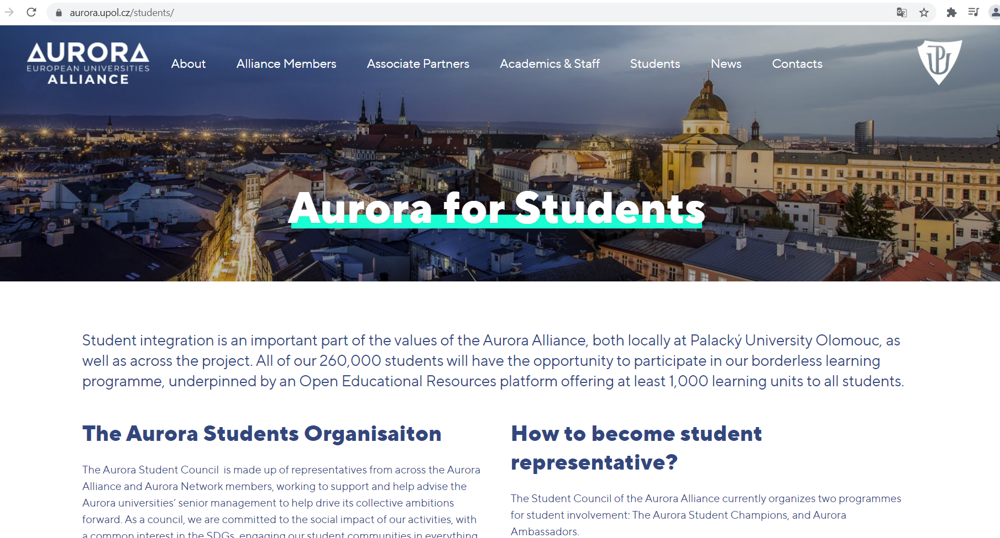 aurora.upol.cz/students/
AURORA
EUROPEAN UNIVERSITIES
ALLIANCE
About
Alliance Members
Associate Partners
Academics & Staff
Students
News
Contacts
UP
Aurora for Students
Student integration is an important part of the values of the Aurora Alliance, both locally at Palacký University Olomouc, as
well as across the project. All of our 260,000 students will have the opportunity to participate in our borderless learning
programme, underpinned by an Open Educational Resources platform offering at least 1,000 learning units to all students.
The Aurora Students Organisaiton
The Aurora Student Council is made up of representatives from across the Aurora
Alliance and Aurora Network members, working to support and help advise the
Aurora universities’ senior management to help drive its collective ambitions
forward. As a council, we are committed to the social impact of our activities, with
a common interest in the SDGs, engaging our student communities in everything
How to become student
representative?
The Student Council of the Aurora Alliance currently organizes two programmes
for student involvement: The Aurora Student Champions, and Aurora
Ambassadors.